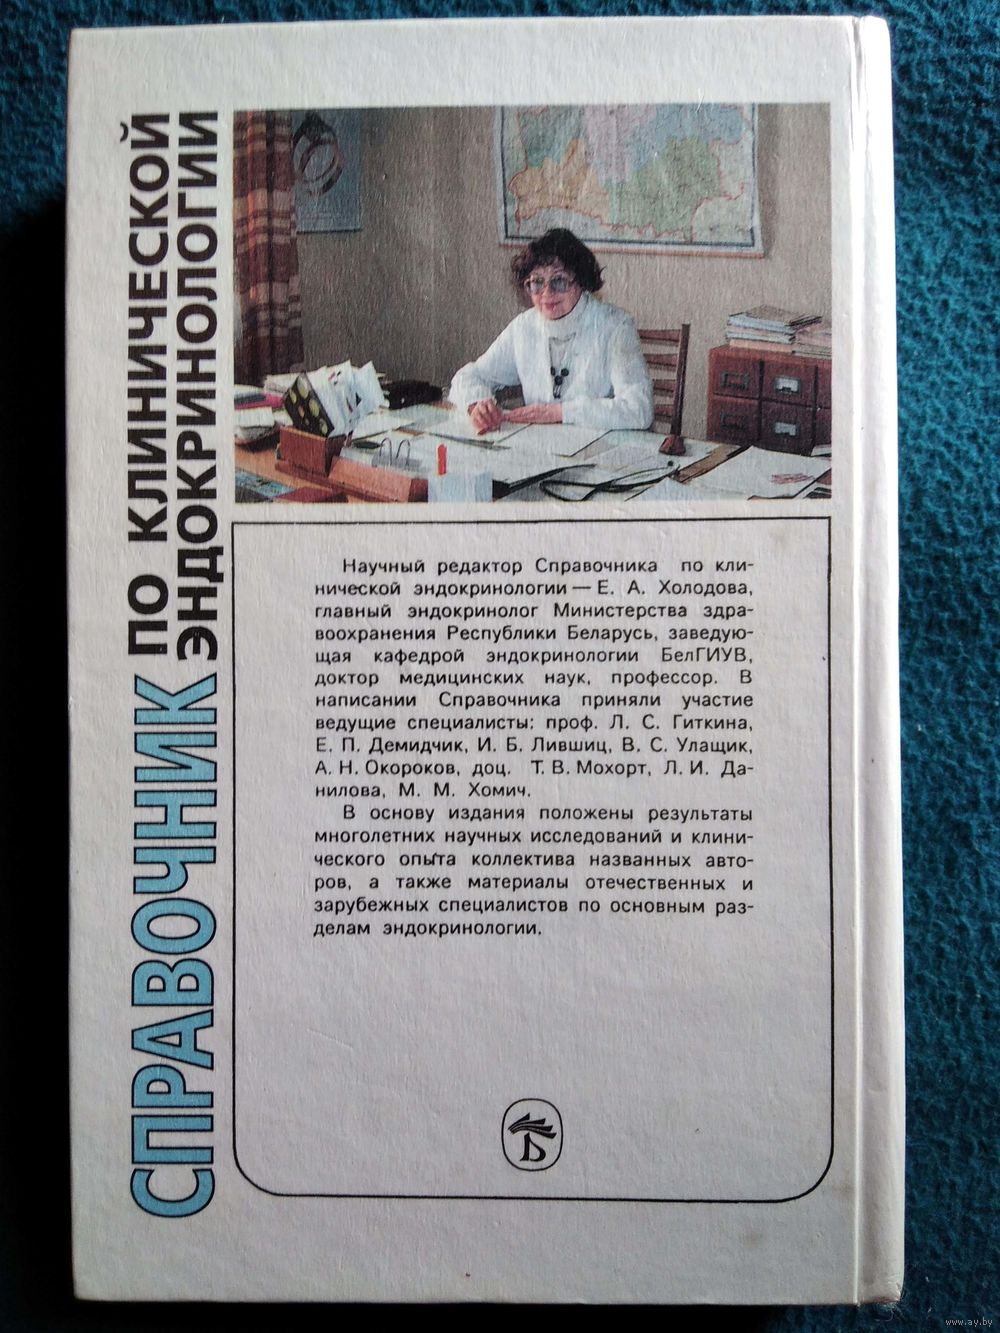 СПРАВОЧНИК ПО КЛИНИЧЕСКОЙ
ЭНДОКРИНОЛОГИИ
Научный редактор Справочника по кли-
нической эндокринологии — Е. А. Холодова,
главный эндокринолог Министерства здра-
воохранения Республики Беларусь, заведую-
щая кафедрой эндокринологии БелГИУВ,
доктор медицинских наук, профессор. В
написании Справочника приняли участие
ведущие специалисты: проф. Л. С. Гиткина,
Е. П. Демидчик, И. Б. Лившиц, В. С. Улащик,
А. Н. Окороков, доц. Т. В. Мохорт, Л. И. Да-
нилова, М. М. Хомич.
В основу издания положены результаты
многолетних научных исследований и клини-
ческого опыта коллектива названных авто-
ров, а также материалы отечественных и
зарубежных специалистов по основным раз-
делам эндокринологии.
Б
www.ay.by